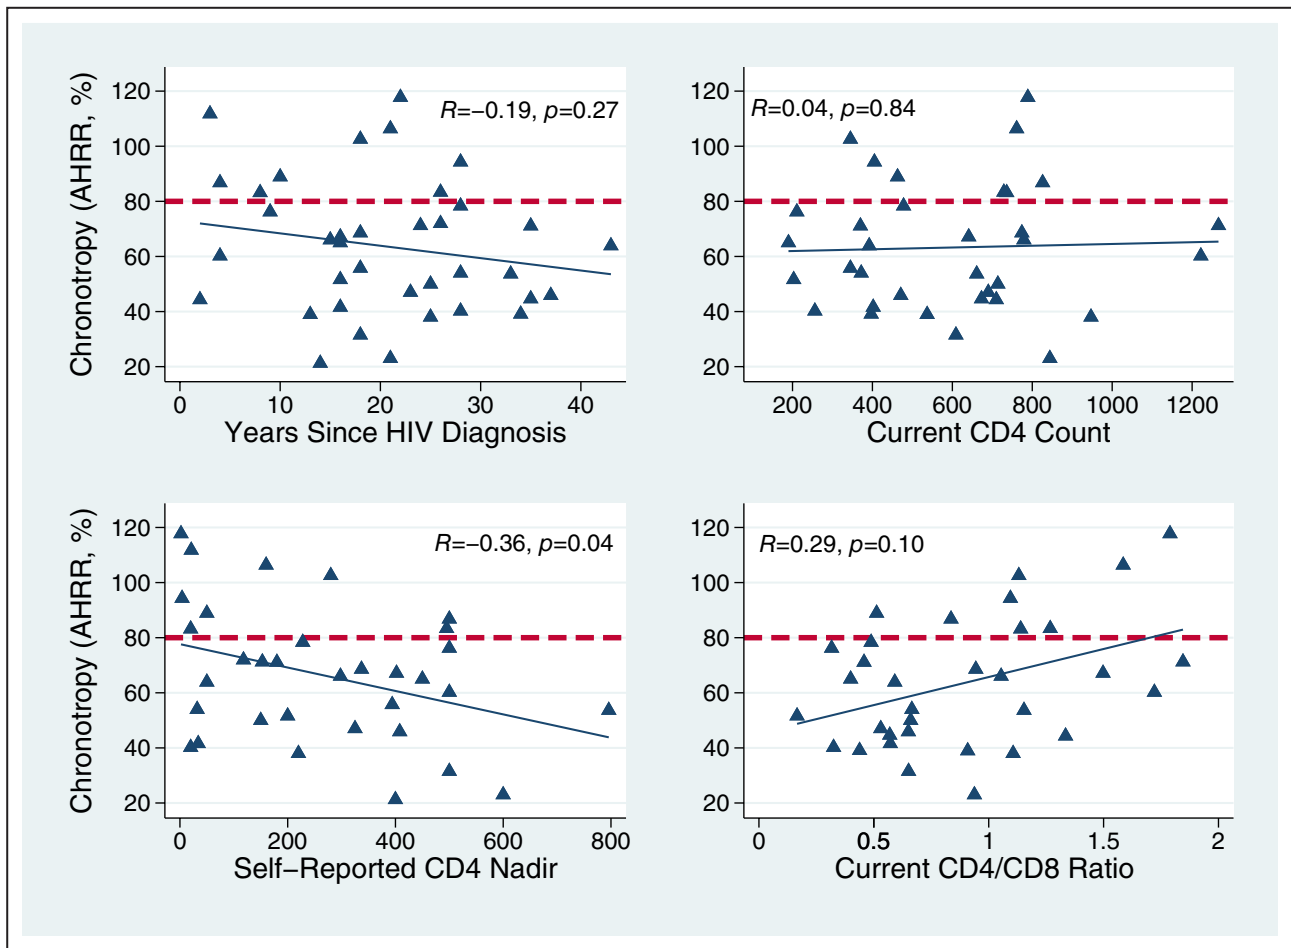 Chronotropy (AHRR, %)
120
100
80
60
40
20
R=−0.19, p=0.27
0 10 20 30 40
Years Since HIV Diagnosis
120
100
80
60
40
20
R=0.04, p=0.84
200 400 600 800 1000 1200
Current CD4 Count
Chronotropy (AHRR, %)
120
100
80
60
40
20
R=−0.36, p=0.04
0 200 400 600 800
Self−Reported CD4 Nadir
120
100
80
60
40
20
R=0.29, p=0.10
0 0.5 1 1.5 2
Current CD4/CD8 Ratio